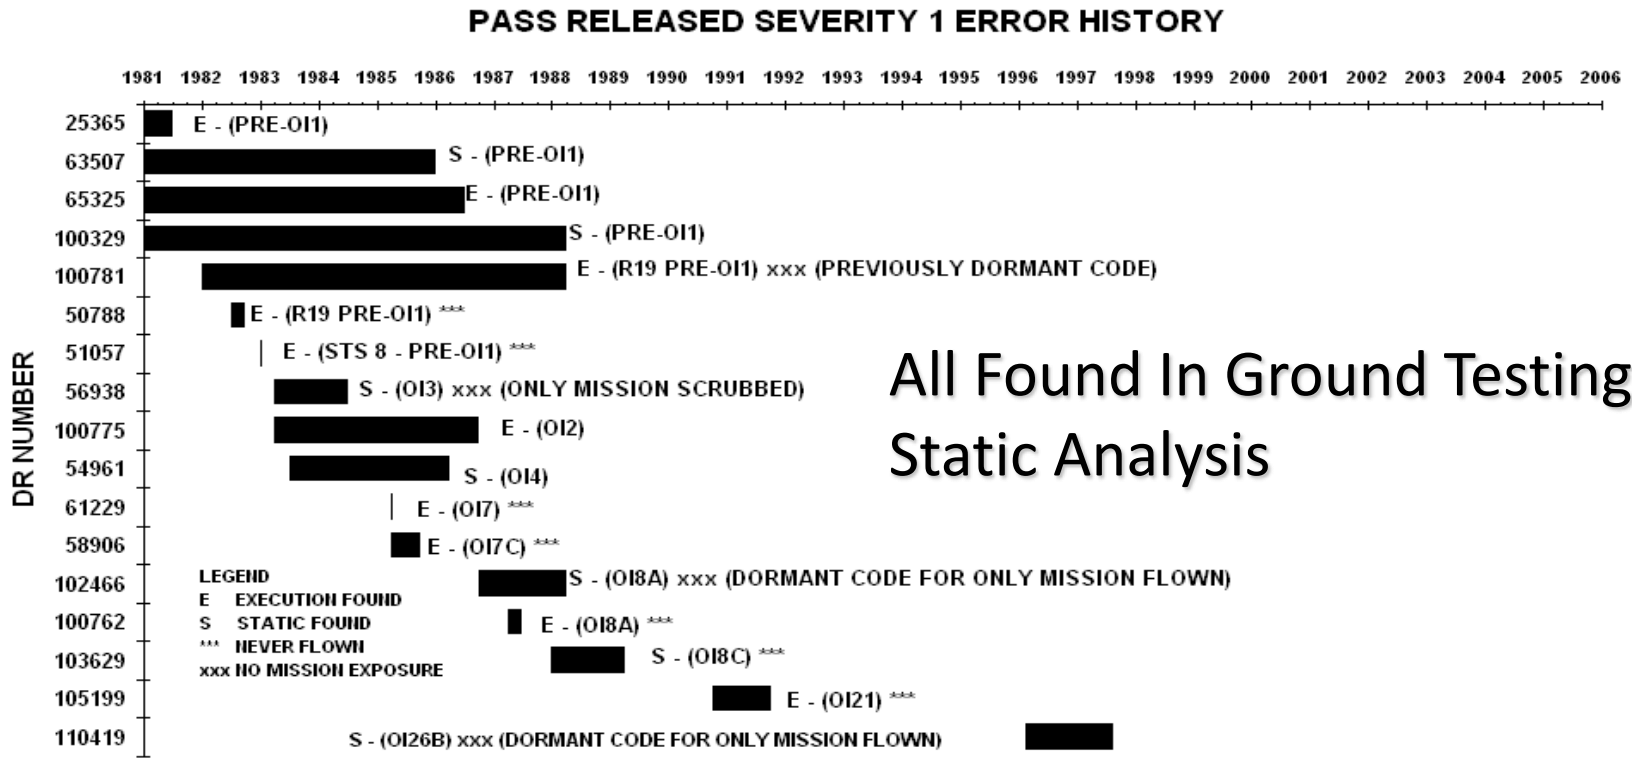 PASS RELEASED SEVERITY 1 ERROR HISTORY
1981 1982 1983 1984 1985 1986 1987 1988 1989 1990 1991 1992 1993 1994 1995 1996 1997 1998 1999 2000 2001 2002 2003 2004 2005 2006
DR NUMBER
25365 E - (PRE-OI1)
63507 S - (PRE-OI1)
65325 E - (PRE-OI1)
100329 S - (PRE-OI1)
100781 E - (R19 PRE-OI1) xxx (PREVIOUSLY DORMANT CODE)
50788 E - (R19 PRE-OI1) ***
51057 E - (STS 8 - PRE-OI1) ***
56938 S - (OI3) xxx (ONLY MISSION SCRUBBED)
100775 E - (OI2)
54961 S - (OI4)
61229 E - (OI7) ***
58906 E - (OI7C) ***
102466 S - (OI8A) xxx (DORMANT CODE FOR ONLY MISSION FLOWN)
100762 E - (OI8A) ***
103629 S - (OI8C) ***
105199 E - (OI21) ***
110419 S - (OI26B) xxx (DORMANT CODE FOR ONLY MISSION FLOWN)
All Found In Ground Testing
Static Analysis
LEGEND
E EXECUTION FOUND
S STATIC FOUND
*** NEVER FLOWN
xxx NO MISSION EXPOSURE